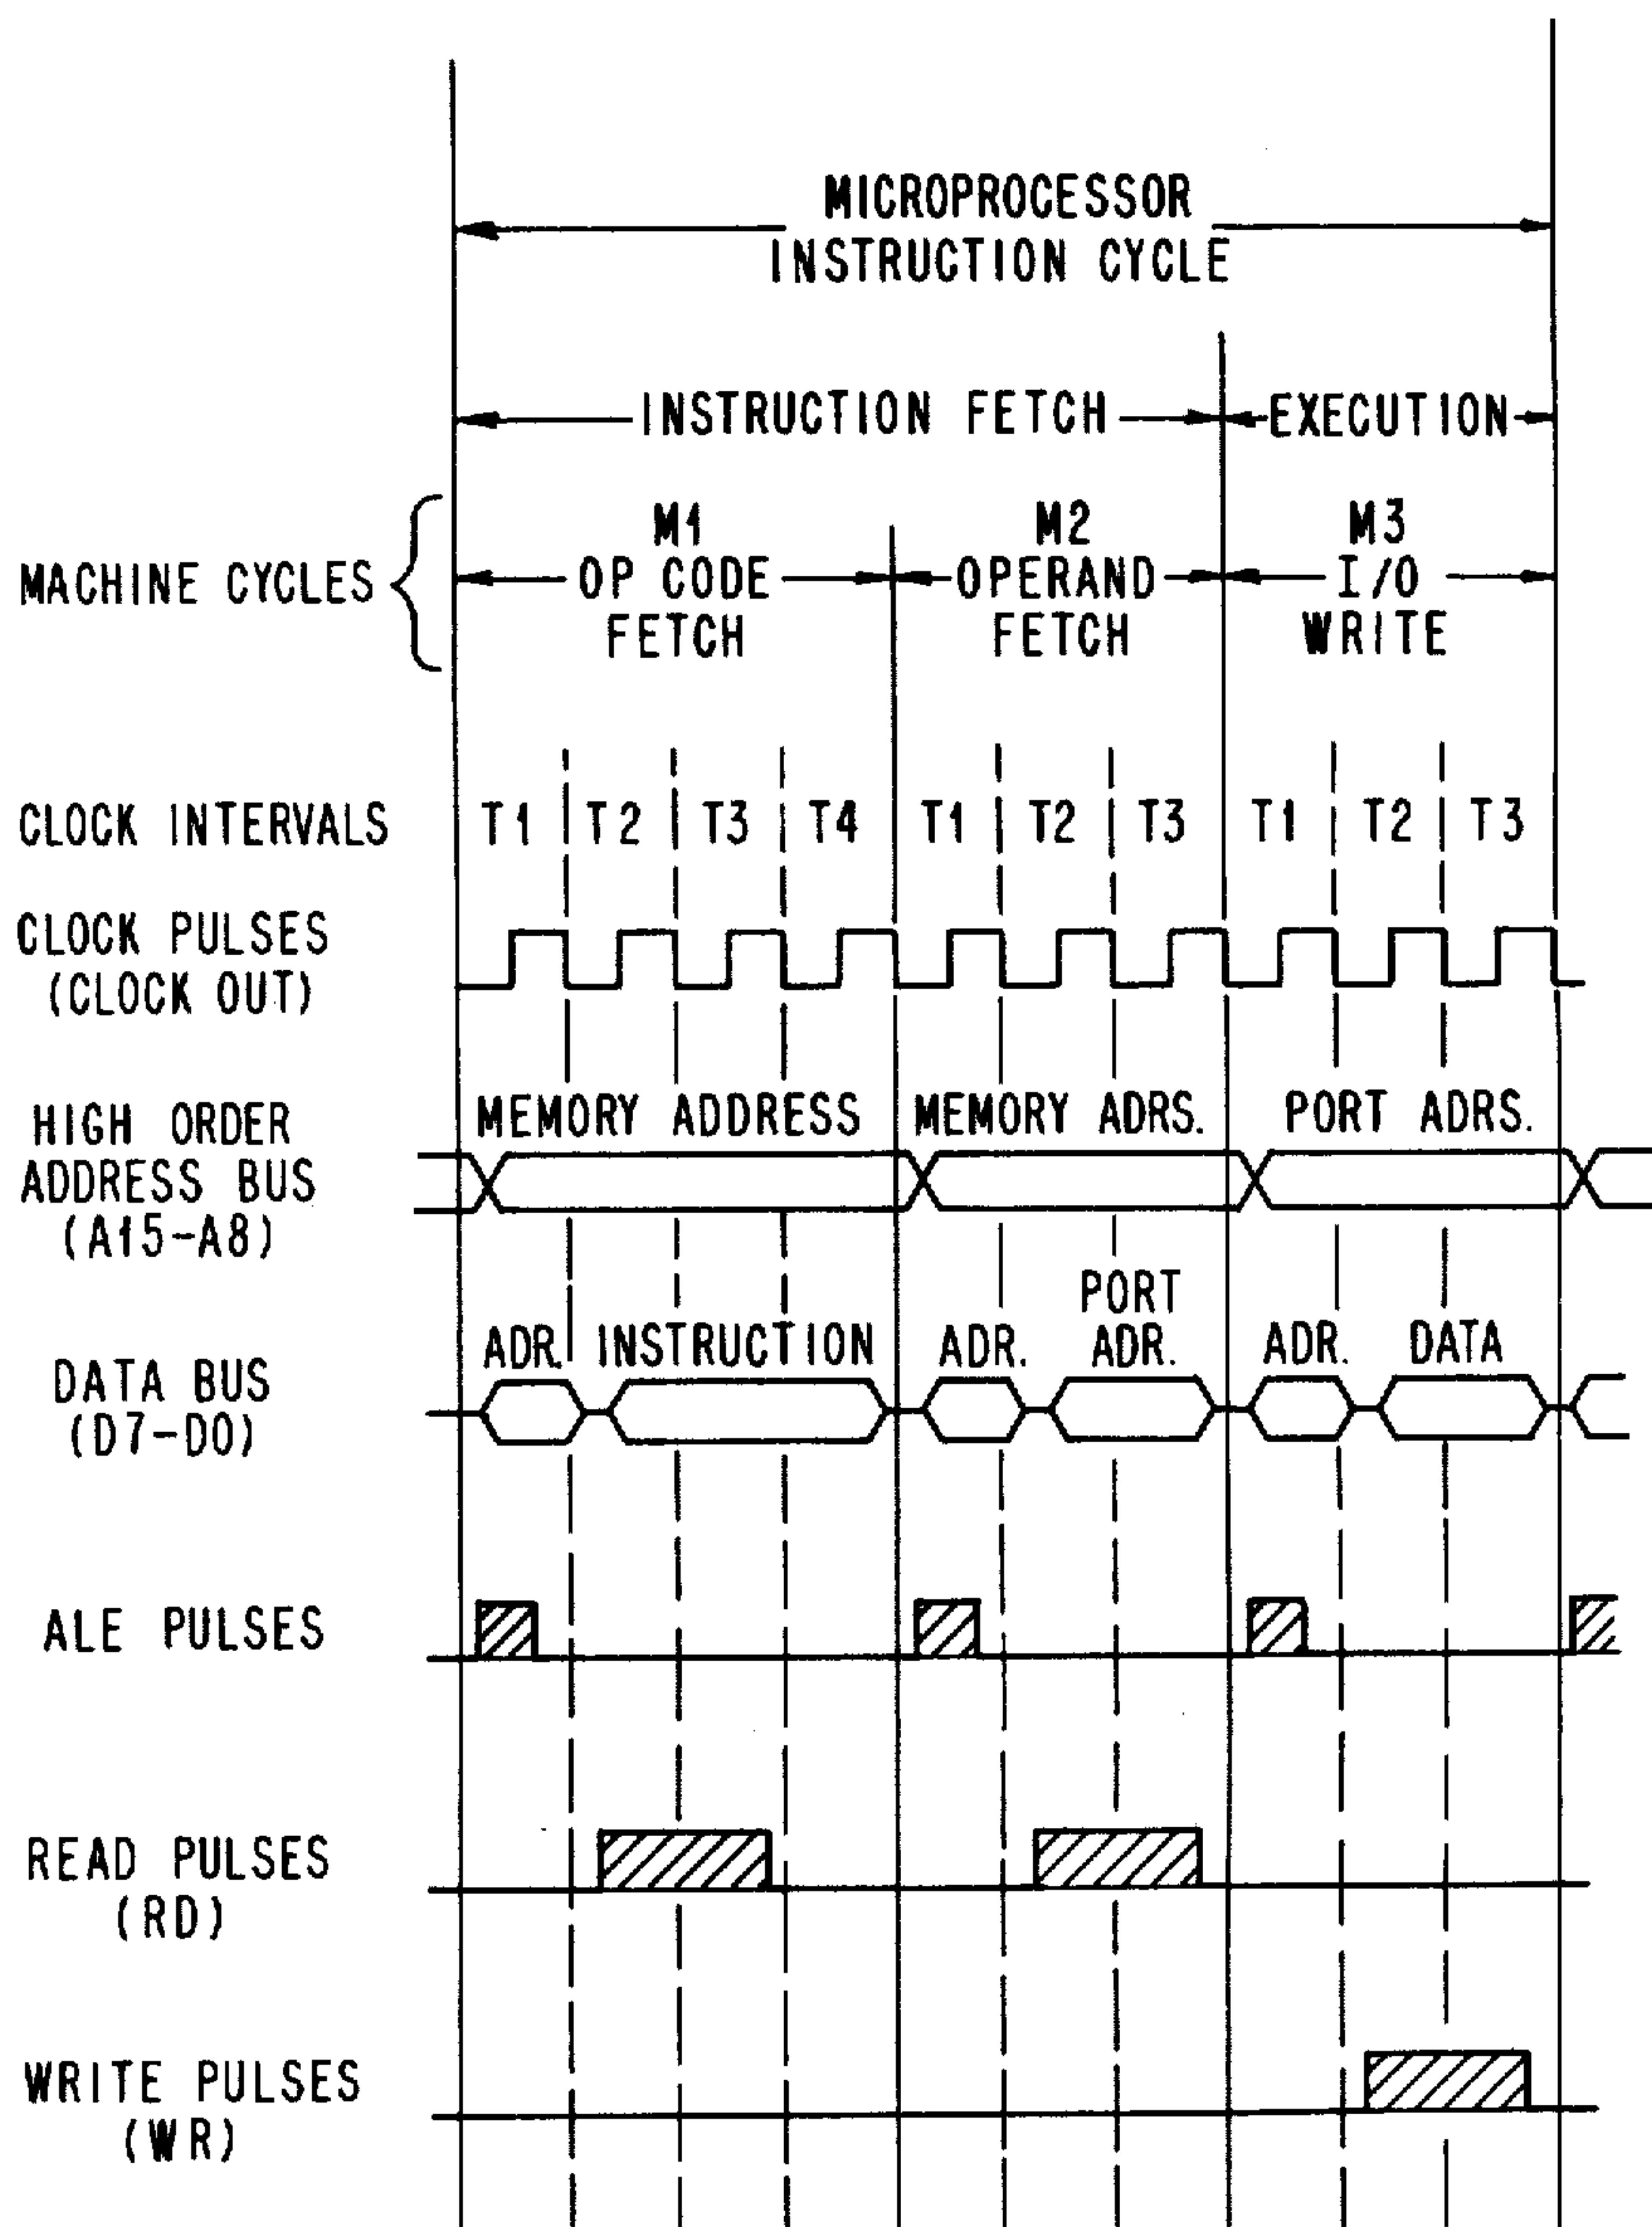 MICROPROCESSOR
INSTRUCTION CYCLE
INSTRUCTION FETCH
EXECUTION
MACHINE CYCLES
M1
OP CODE
FETCH
M2
OPERAND
FETCH
M3
I/O
WRITE
CLOCK INTERVALS
T1 T2 T3 T4 T1 T2 T3 T1 T2 T3
CLOCK PULSES
(CLOCK OUT)
HIGH ORDER
ADDRESS BUS
(A15-A8)
MEMORY ADDRESS
MEMORY ADRS.
PORT ADRS.
DATA BUS
(D7-D0)
ADR.
INSTRUCTION
ADR.
PORT
ADR.
ADR.
DATA
ALE PULSES
READ PULSES
(RD)
WRITE PULSES
(WR)